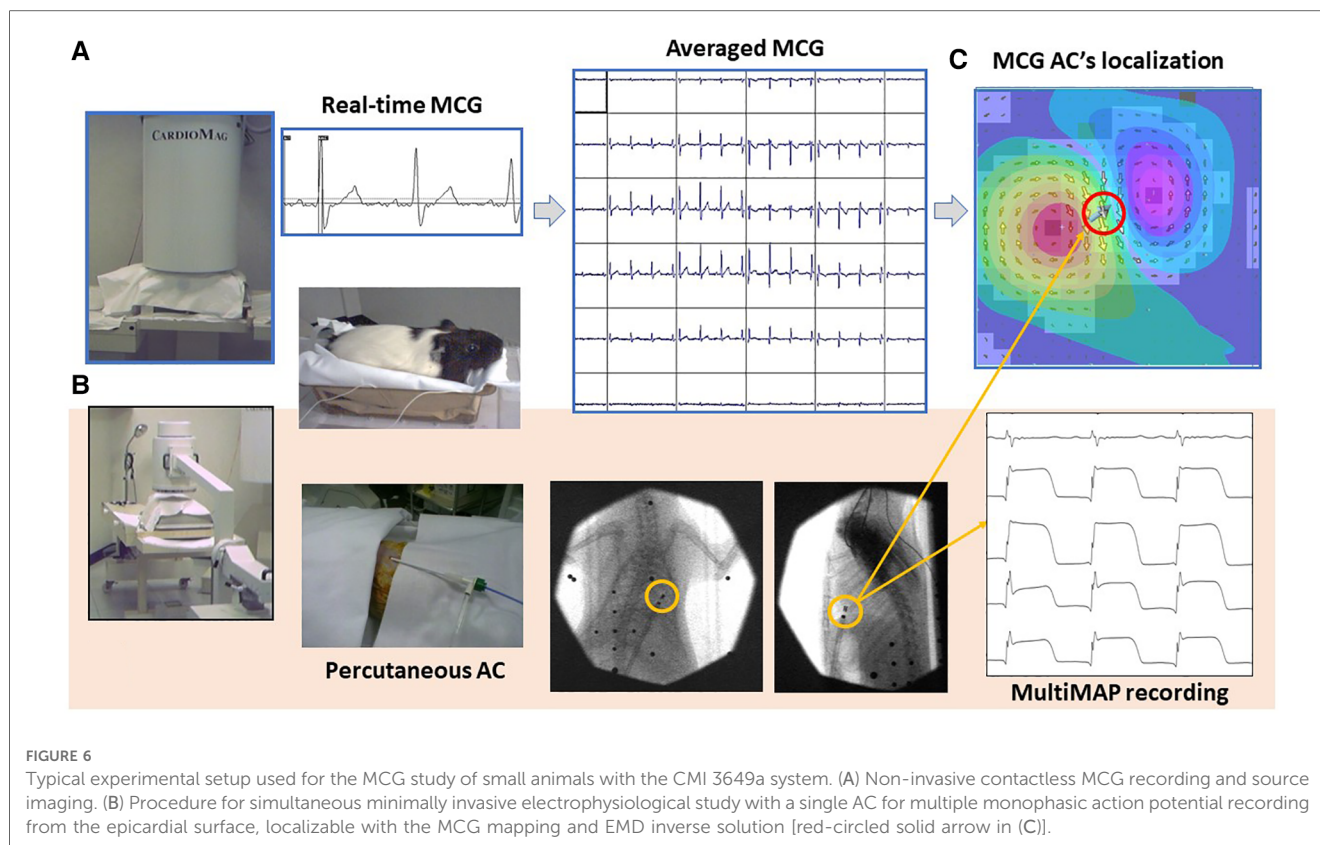 A
Averaged MCG
C
MCG AC's localization
Real-time MCG
CARDIOMAG
B
Percutaneous AC
MultiMAP recording
FIGURE 6
Typical experimental setup used for the MCG study of small animals with the CMI 3649a system. (A) Non-invasive contactless MCG recording and source
imaging. (B) Procedure for simultaneous minimally invasive electrophysiological study with a single AC for multiple monophasic action potential recording
from the epicardial surface, localizable with the MCG mapping and EMD inverse solution [red-circled solid arrow in (C)].